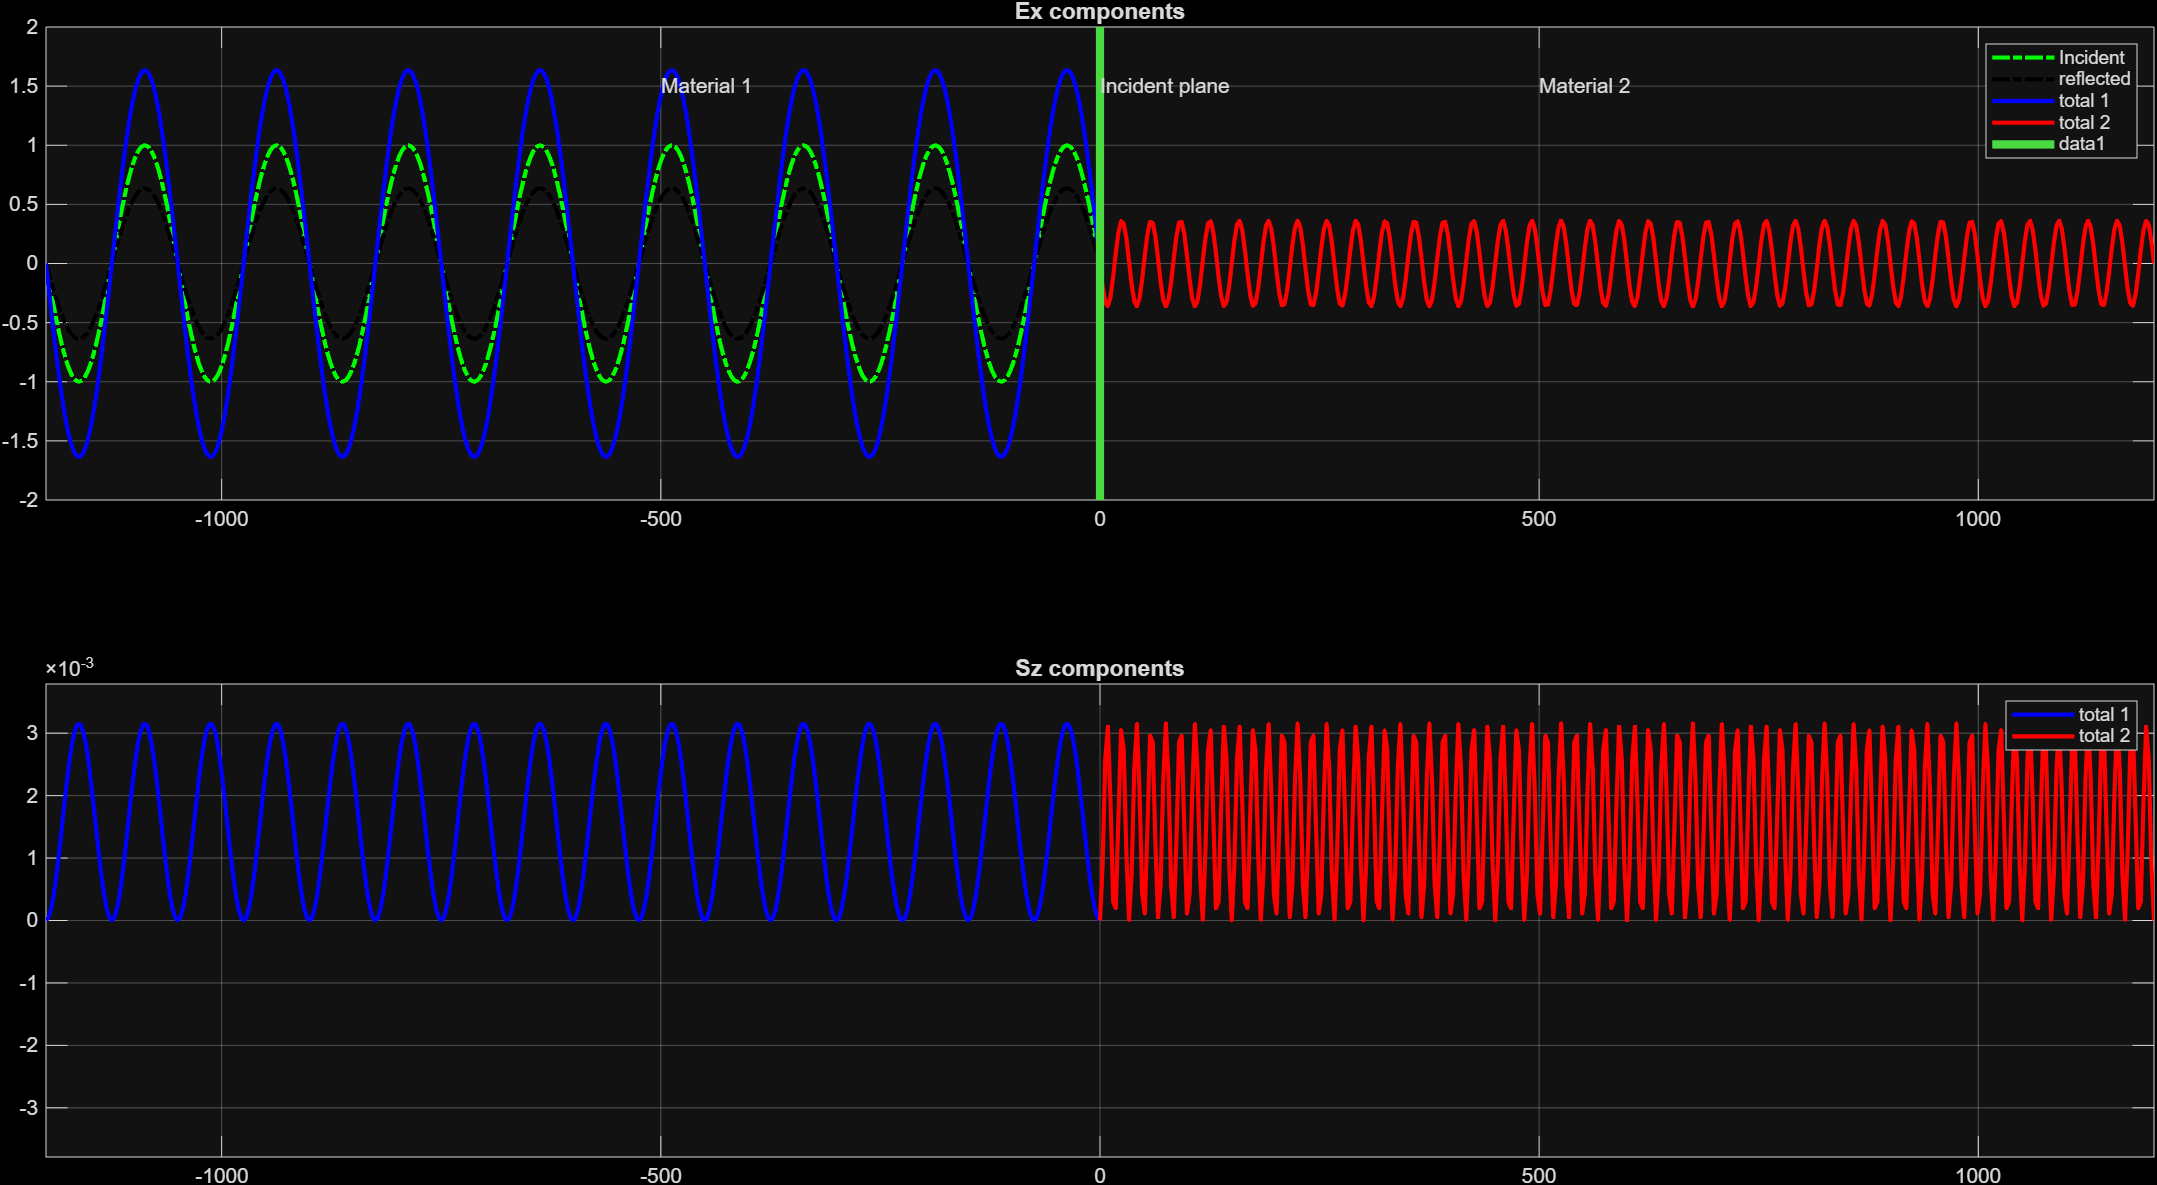 Ex components
2
1.5
1
0.5
0
-0.5
-1
-1.5
-2
Material 1
Incident plane
Material 2
Incident
reflected
total 1
total 2
data1
-1000
-500
0
500
1000
×10-3
Sz components
3
2
1
0
-1
-2
-3
total 1
total 2
-1000
-500
0
500
1000